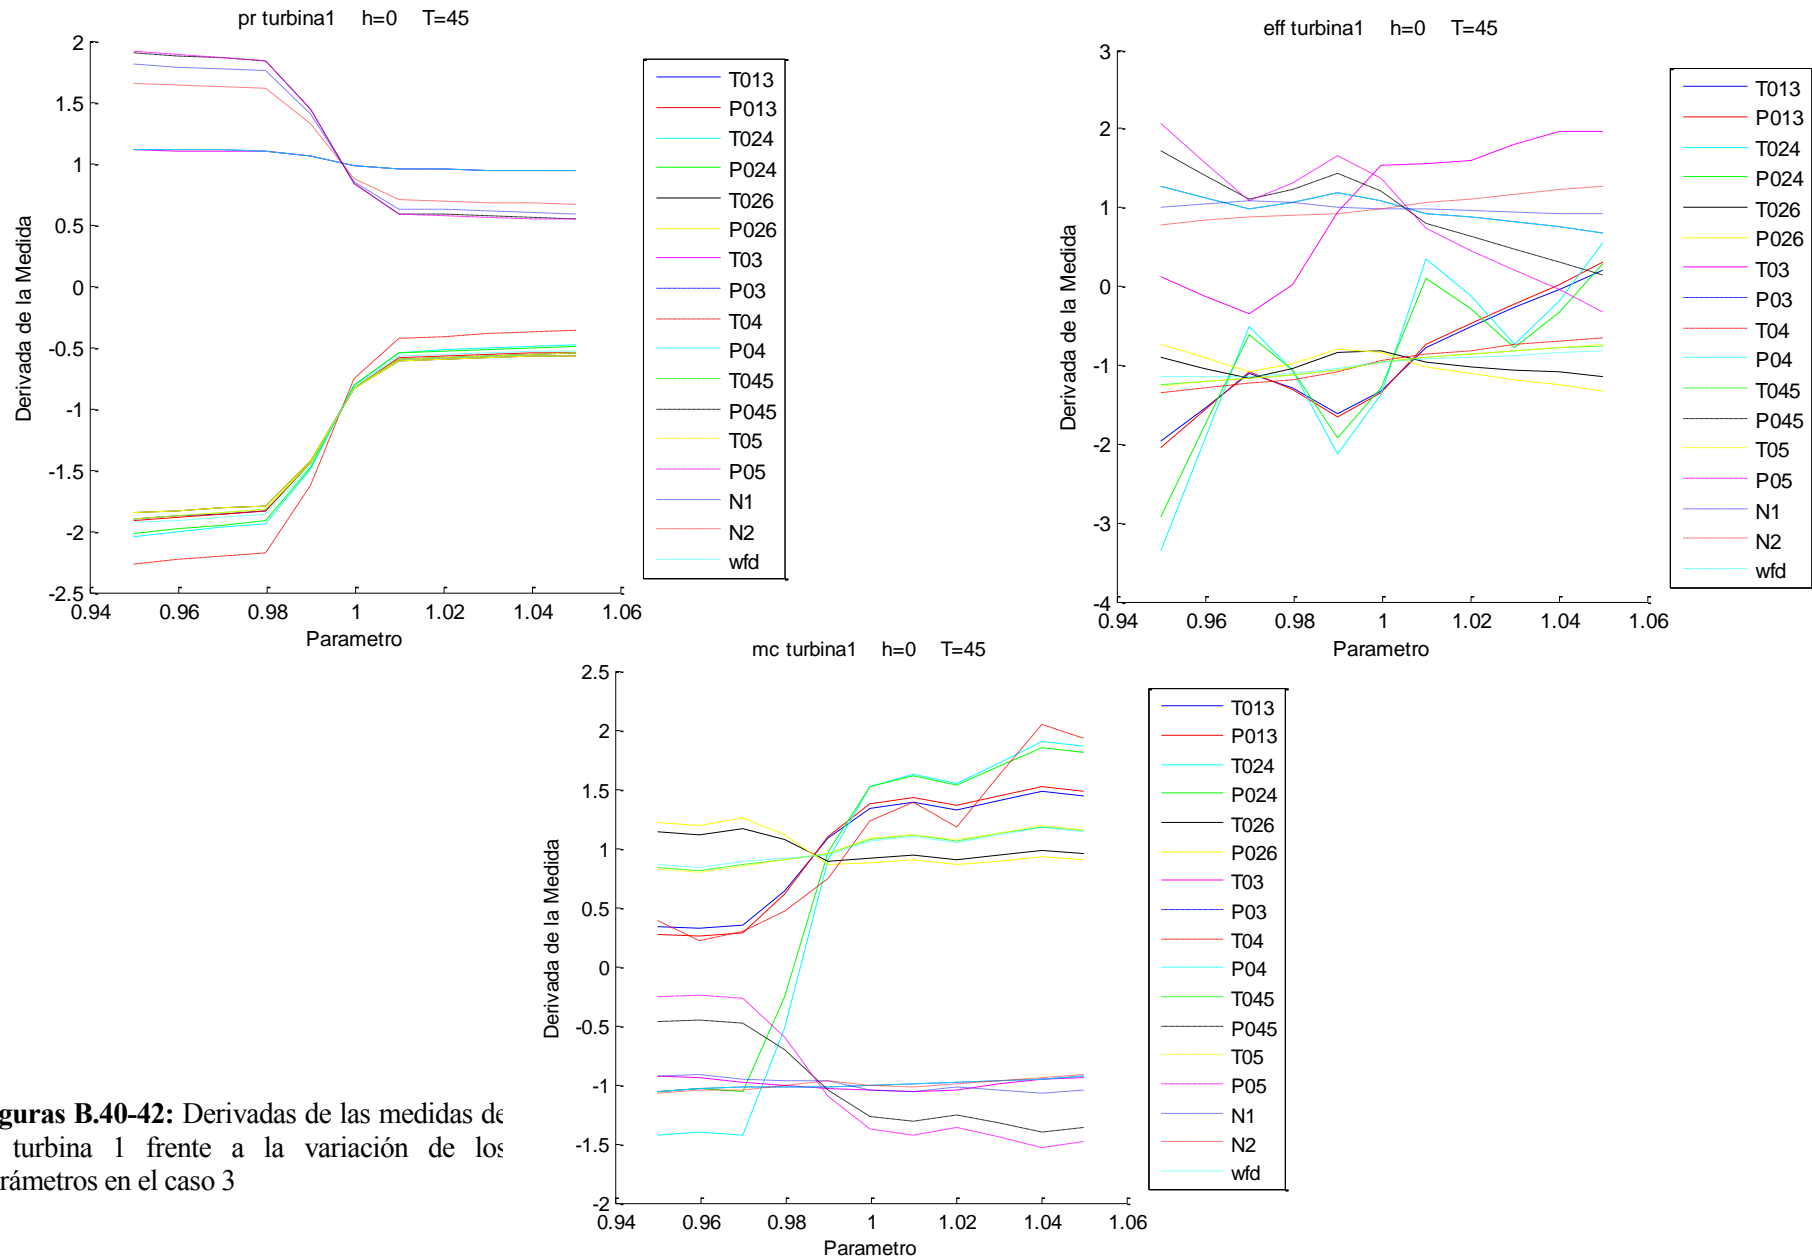 pr turbina1 h=0 T=45
2
1.5
1
0.5
0
-0.5
-1
-1.5
-2
-2.5
0.94 0.96 0.98 1 1.02 1.04 1.06
Derivada de la Medida
Parametro
T013
P013
T024
P024
T026
P026
T03
P03
T04
P04
T045
P045
T05
P05
N1
N2
wfd
eff turbina1 h=0 T=45
3
2
1
0
-1
-2
-3
-4
0.94 0.96 0.98 1 1.02 1.04 1.06
Derivada de la Medida
Parametro
T013
P013
T024
P024
T026
P026
T03
P03
T04
P04
T045
P045
T05
P05
N1
N2
wfd
mc turbina1 h=0 T=45
2.5
2
1.5
1
0.5
0
-0.5
-1
-1.5
-2
0.94 0.96 0.98 1 1.02 1.04 1.06
Derivada de la Medida
Parametro
T013
P013
T024
P024
T026
P026
T03
P03
T04
P04
T045
P045
T05
P05
N1
N2
wfd
guras B.40-42: Derivadas de las medidas de
turbina 1 frente a la variación de los
rámetros en el caso 3